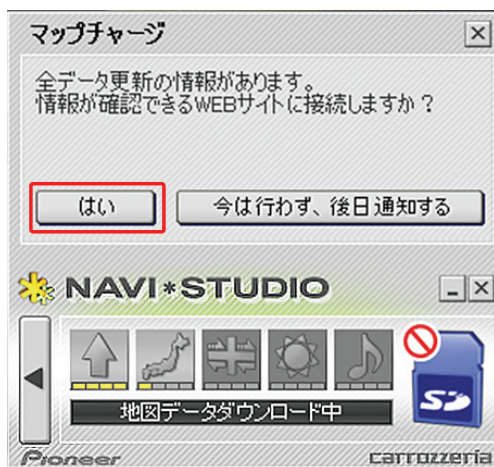 マップチャージ
全データ更新の情報があります。
情報が確認できるWEBサイトに接続しますか？
はい
今は行わず、後日通知する
NAVI*STUDIO
地図データダウンロード中
SD
Pioneer
carrozzeria